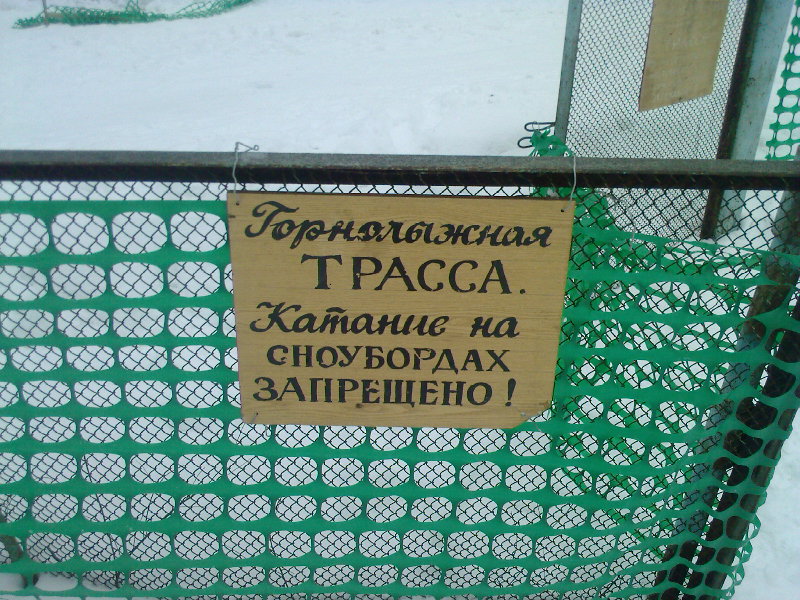 Горнолыжная
ТРАССА.
Катание на
СНОУБОРДАХ
ЗАПРЕЩЕНО!